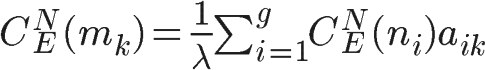 $C_E^N(m_k) = \frac{1}{\lambda} \sum_{i=1}^{g} C_E^N(n_i) a_{ik}$